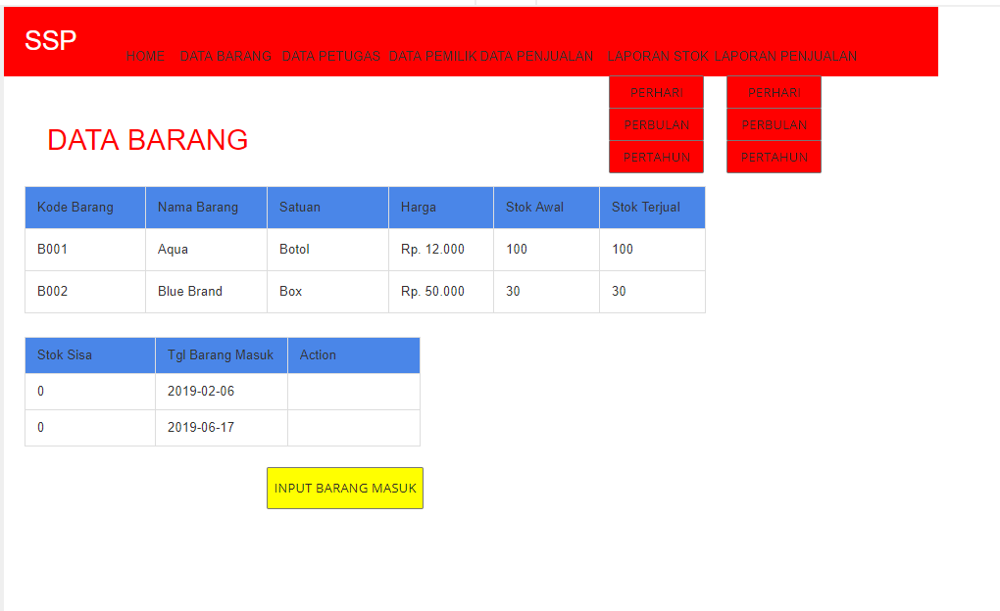 SSP
HOME DATA BARANG DATA PETUGAS DATA PEMILIK DATA PENJUALAN LAPORAN STOK LAPORAN PENJUALAN
PERHARI PERHARI
PERBULAN PERBULAN
PERTAHUN PERTAHUN
DATA BARANG
Kode Barang Nama Barang Satuan Harga Stok Awal Stok Terjual
B001 Aqua Botol Rp. 12.000 100 100
B002 Blue Brand Box Rp. 50.000 30 30
Stok Sisa Tgl Barang Masuk Action
0 2019-02-06
0 2019-06-17
INPUT BARANG MASUK